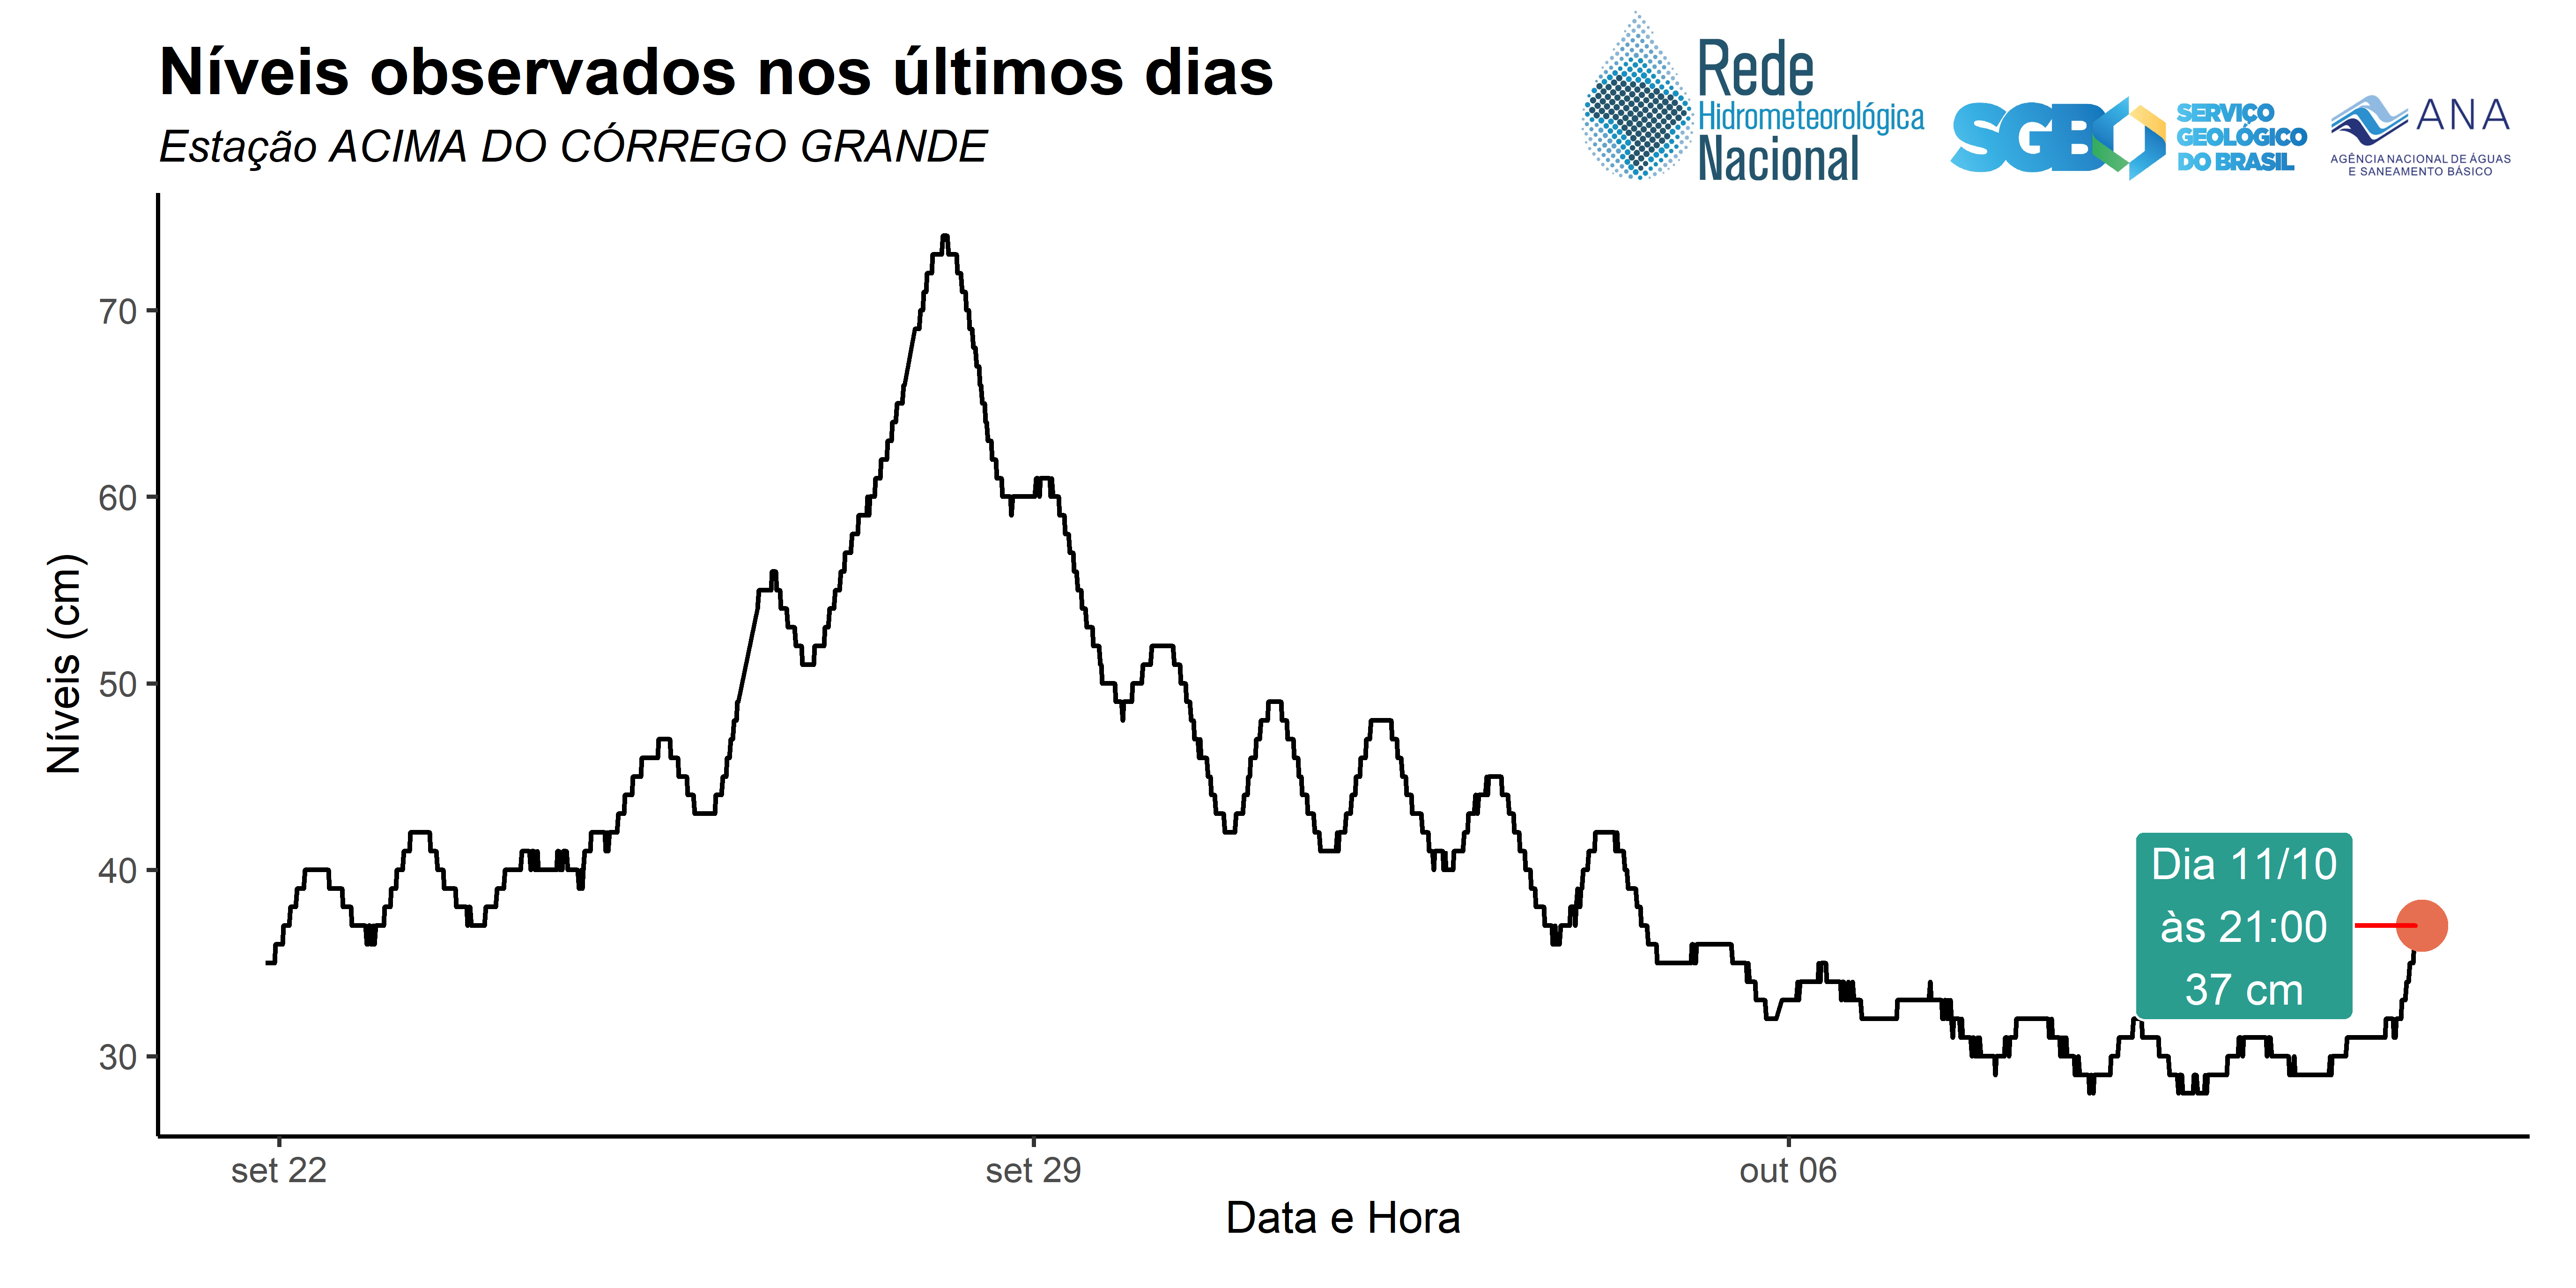 Níveis observados nos últimos dias
Estação ACIMA DO CÓRREGO GRANDE
Rede
Hidrometeorológica
Nacional
SGB
SERVIÇO
GEOLÓGICO
DO BRASIL
ANA
AGÊNCIA NACIONAL DE ÁGUAS
E SANEAMENTO BÁSICO
Níveis (cm)
70
60
50
40
30
Dia 11/10
às 21:00
37 cm
set 22
set 29
out 06
Data e Hora